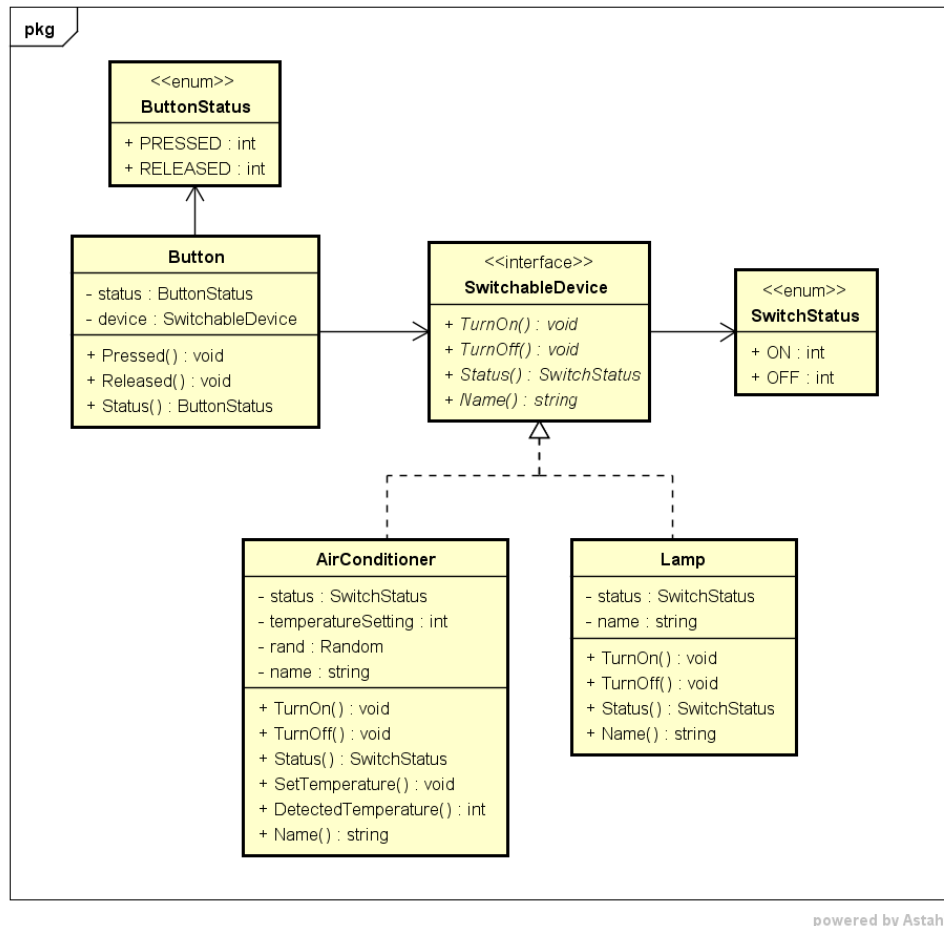 pkg
<<enum>>
ButtonStatus
+ PRESSED : int
+ RELEASED : int
Button
- status : ButtonStatus
- device : SwitchableDevice
+ Pressed() : void
+ Released() : void
+ Status() : ButtonStatus
<<interface>>
SwitchableDevice
+ TurnOn() : void
+ TurnOff() : void
+ Status() : SwitchStatus
+ Name() : string
<<enum>>
SwitchStatus
+ ON : int
+ OFF : int
AirConditioner
- status : SwitchStatus
- temperatureSetting : int
- rand : Random
- name : string
+ TurnOn() : void
+ TurnOff() : void
+ Status() : SwitchStatus
+ SetTemperature() : void
+ DetectedTemperature() : int
+ Name() : string
Lamp
- status : SwitchStatus
- name : string
+ TurnOn() : void
+ TurnOff() : void
+ Status() : SwitchStatus
+ Name() : string
powered by Astah